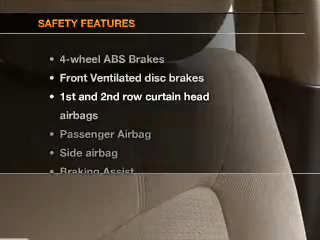 SAFETY FEATURES
• 4-wheel ABS Brakes
• Front Ventilated disc brakes
• 1st and 2nd row curtain head
airbags
• Passenger Airbag
• Side airbag
• Braking Assist